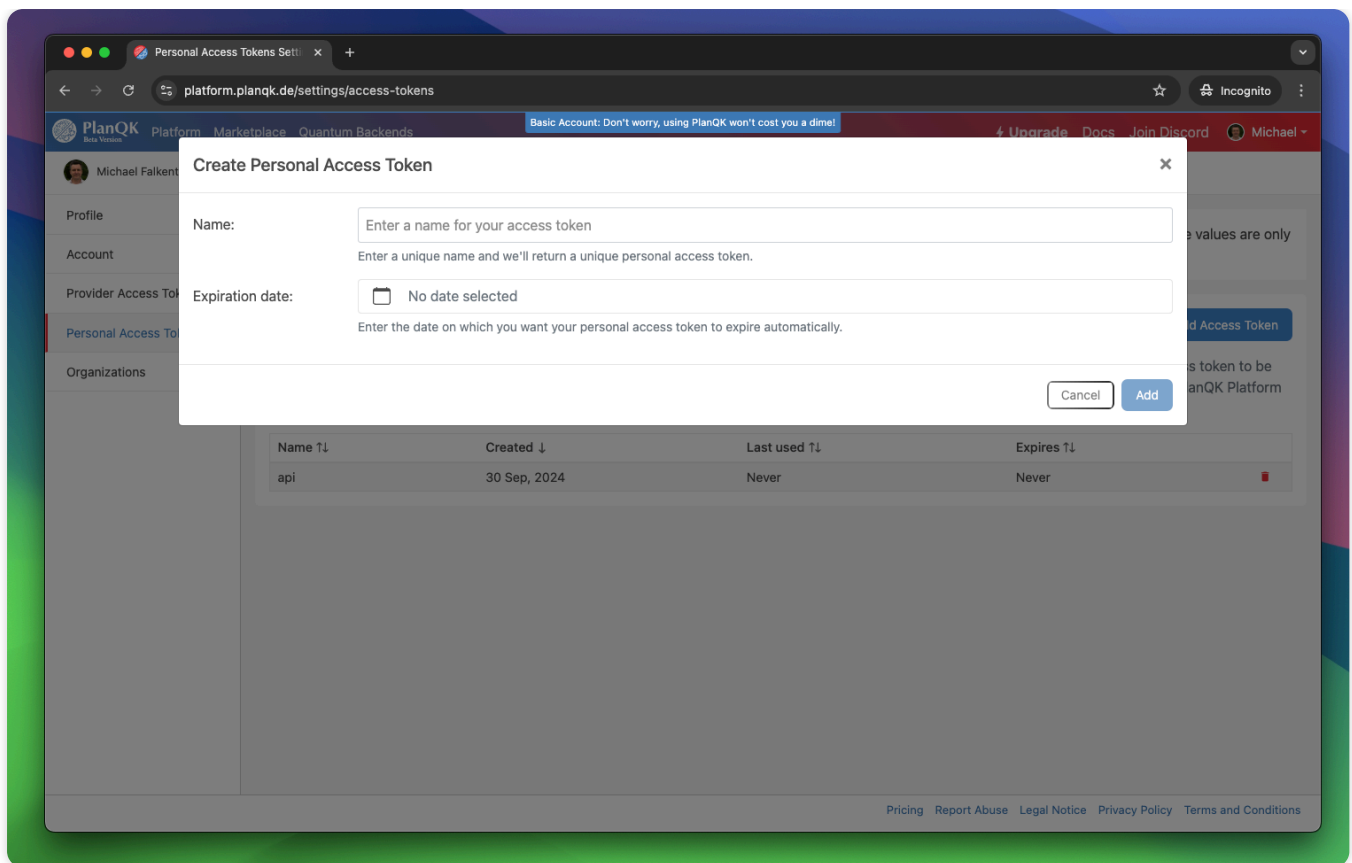 Personal Access Tokens Setti
platform.planqk.de/settings/access-tokens
Incognito
PlanQK
Beta Version
Platform Marketplace Quantum Backends
Basic Account: Don't worry, using PlanQK won't cost you a dime!
Upgrade Docs Join Discord Michael
Michael Falkent
Profile
Account
Provider Access Tok
Personal Access Tol
Organizations
Create Personal Access Token
Name:
Enter a name for your access token
Enter a unique name and we'll return a unique personal access token.
Expiration date:
No date selected
Enter the date on which you want your personal access token to expire automatically.
Cancel Add
values are only
d Access Token
s token to be
anQK Platform
Name Created Last used Expires
api 30 Sep, 2024 Never Never
Pricing Report Abuse Legal Notice Privacy Policy Terms and Conditions